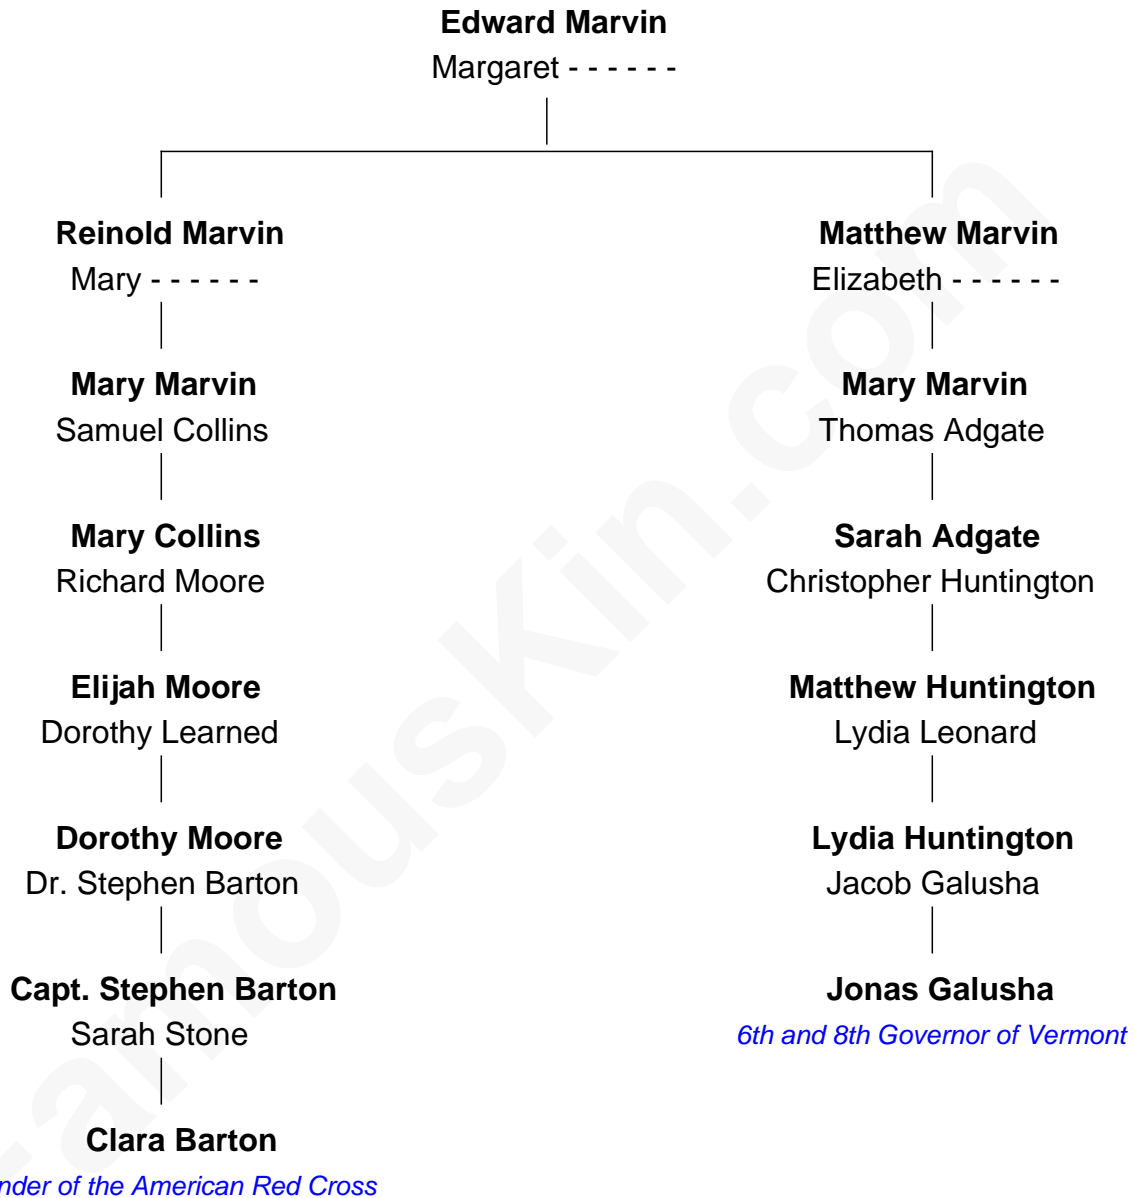 Edward Marvin
Margaret - - - - - -
Reinold Marvin
Mary - - - - - -
Matthew Marvin
Elizabeth - - - - - -
Mary Marvin
Samuel Collins
Mary Marvin
Thomas Adgate
Mary Collins
Richard Moore
Sarah Adgate
Christopher Huntington
Elijah Moore
Dorothy Learned
Matthew Huntington
Lydia Leonard
Dorothy Moore
Dr. Stephen Barton
Lydia Huntington
Jacob Galusha
Capt. Stephen Barton
Sarah Stone
Jonas Galusha
6th and 8th Governor of Vermont
Clara Barton
nder of the American Red Cross
FamousKin.com